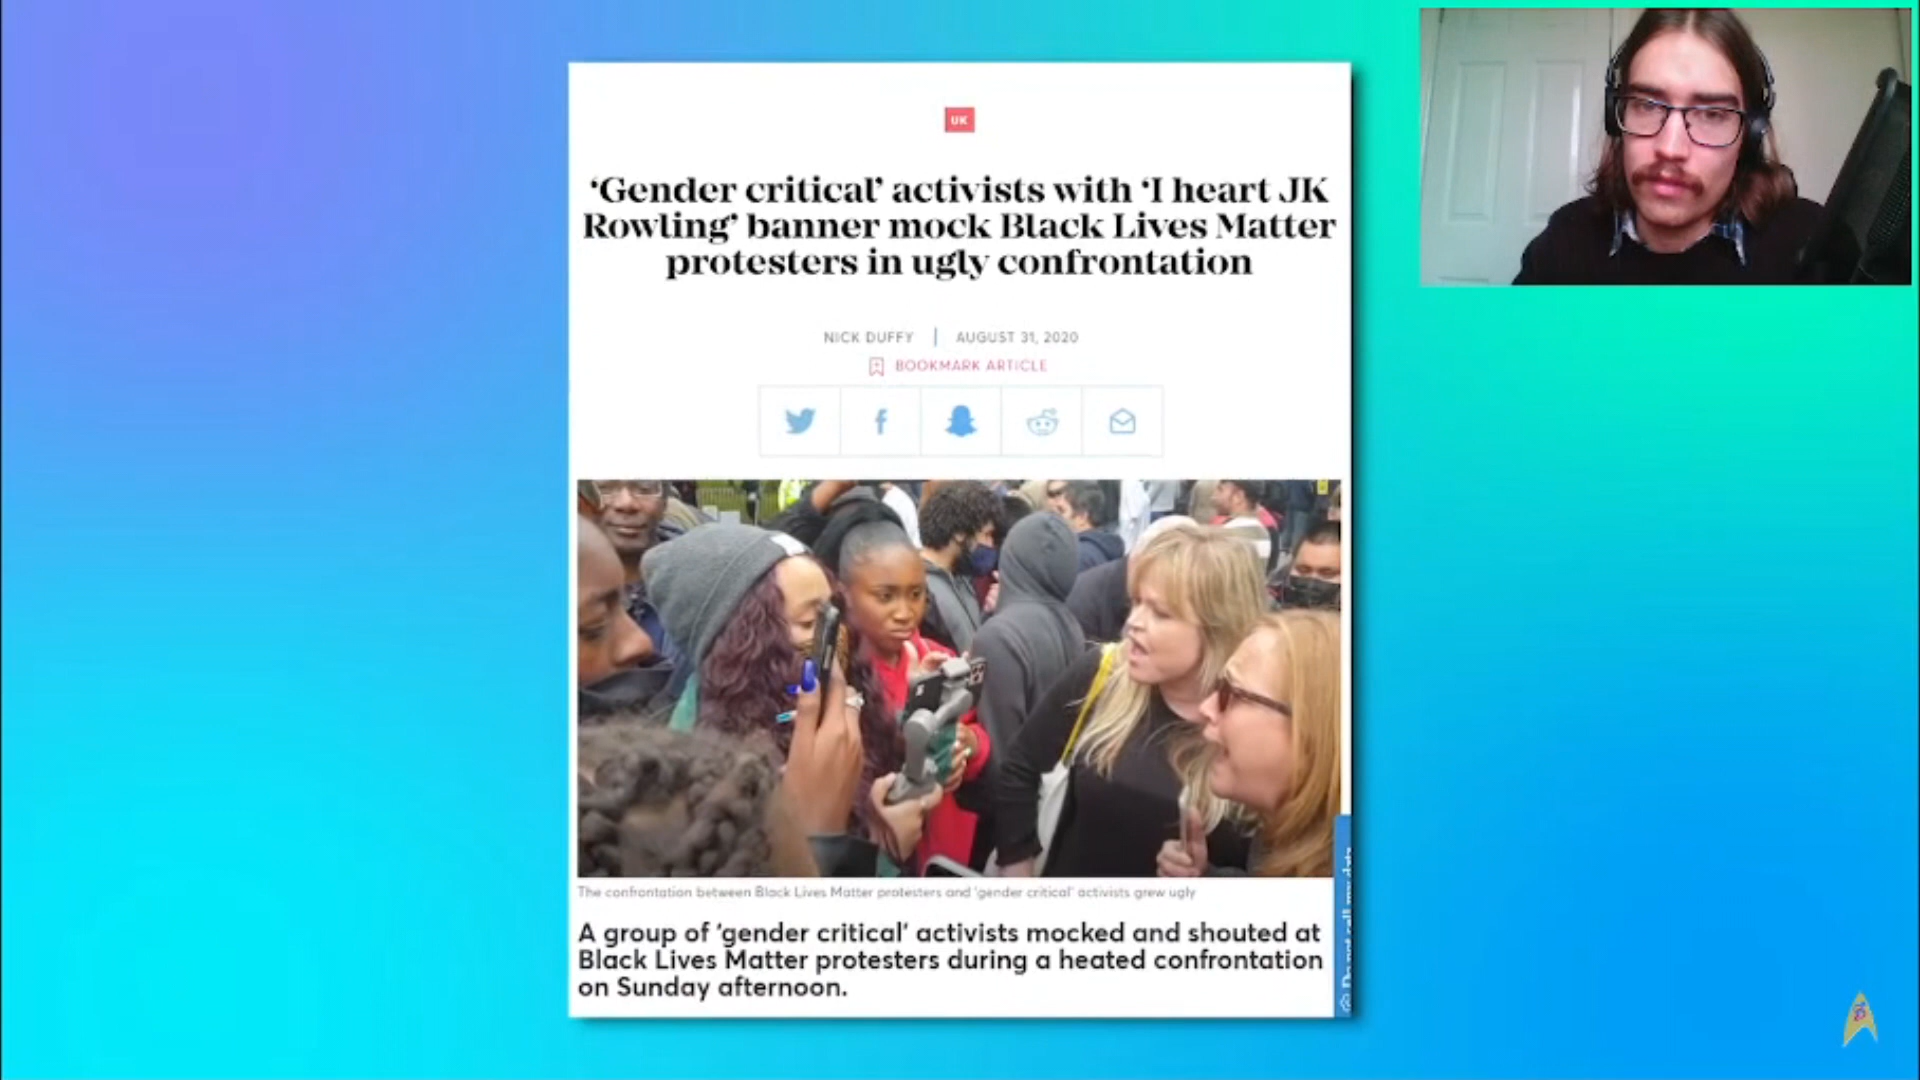 UK
‘Gender critical’ activists with ‘I heart JK
Rowling’ banner mock Black Lives Matter
protesters in ugly confrontation
NICK DUFFY | AUGUST 31, 2020
BOOKMARK ARTICLE
The confrontation between Black Lives Matter protesters and 'gender critical' activists grew ugly
A group of ‘gender critical’ activists mocked and shouted at
Black Lives Matter protesters during a heated confrontation
on Sunday afternoon.